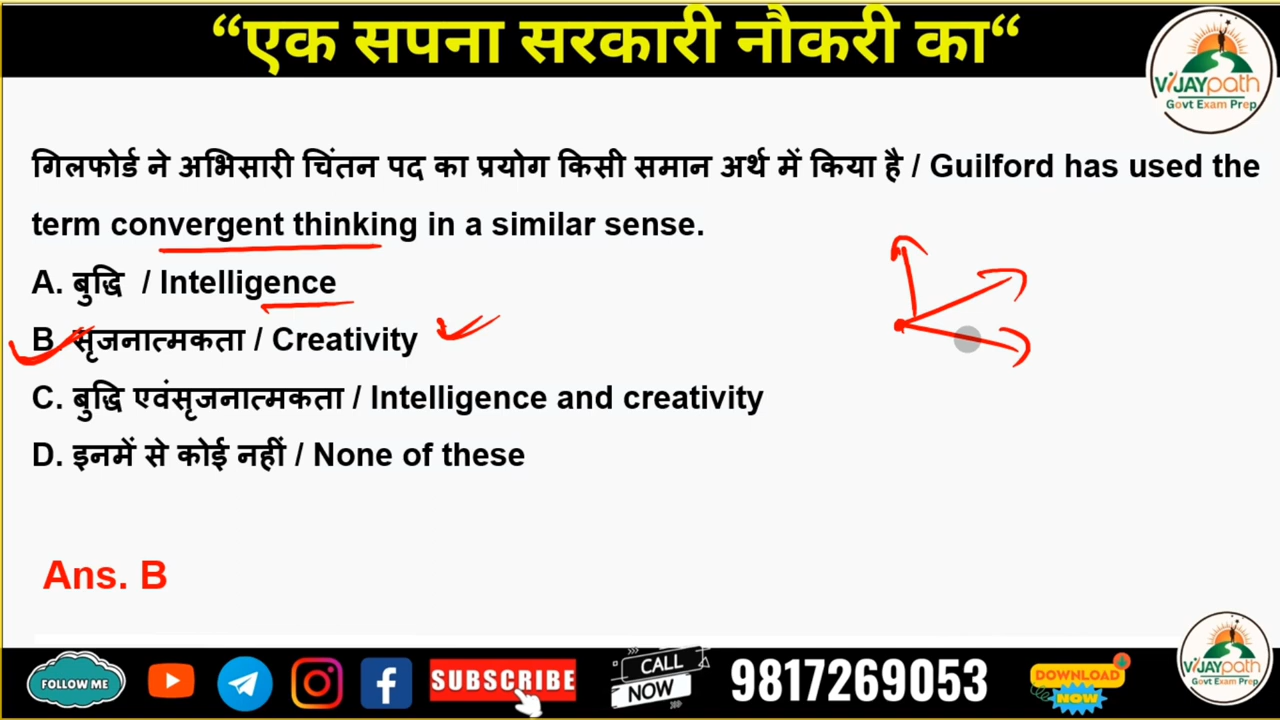 “एक सपना सरकारी नौकरी का“
ViJAYpath
Govt Exam Prep
गिलफोर्ड ने अभिसारी चिंतन पद का प्रयोग किसी समान अर्थ में किया है / Guilford has used the
term convergent thinking in a similar sense.
A. बुद्धि / Intelligence
B सृजनात्मकता / Creativity
C. बुद्धि एवंसृजनात्मकता / Intelligence and creativity
D. इनमें से कोई नहीं / None of these
Ans. B
FOLLOW ME
SUBSCRIBE
CALL
NOW
9817269053
DOWNLOAD
NOW
ViJAYpath
Govt Exam Prep